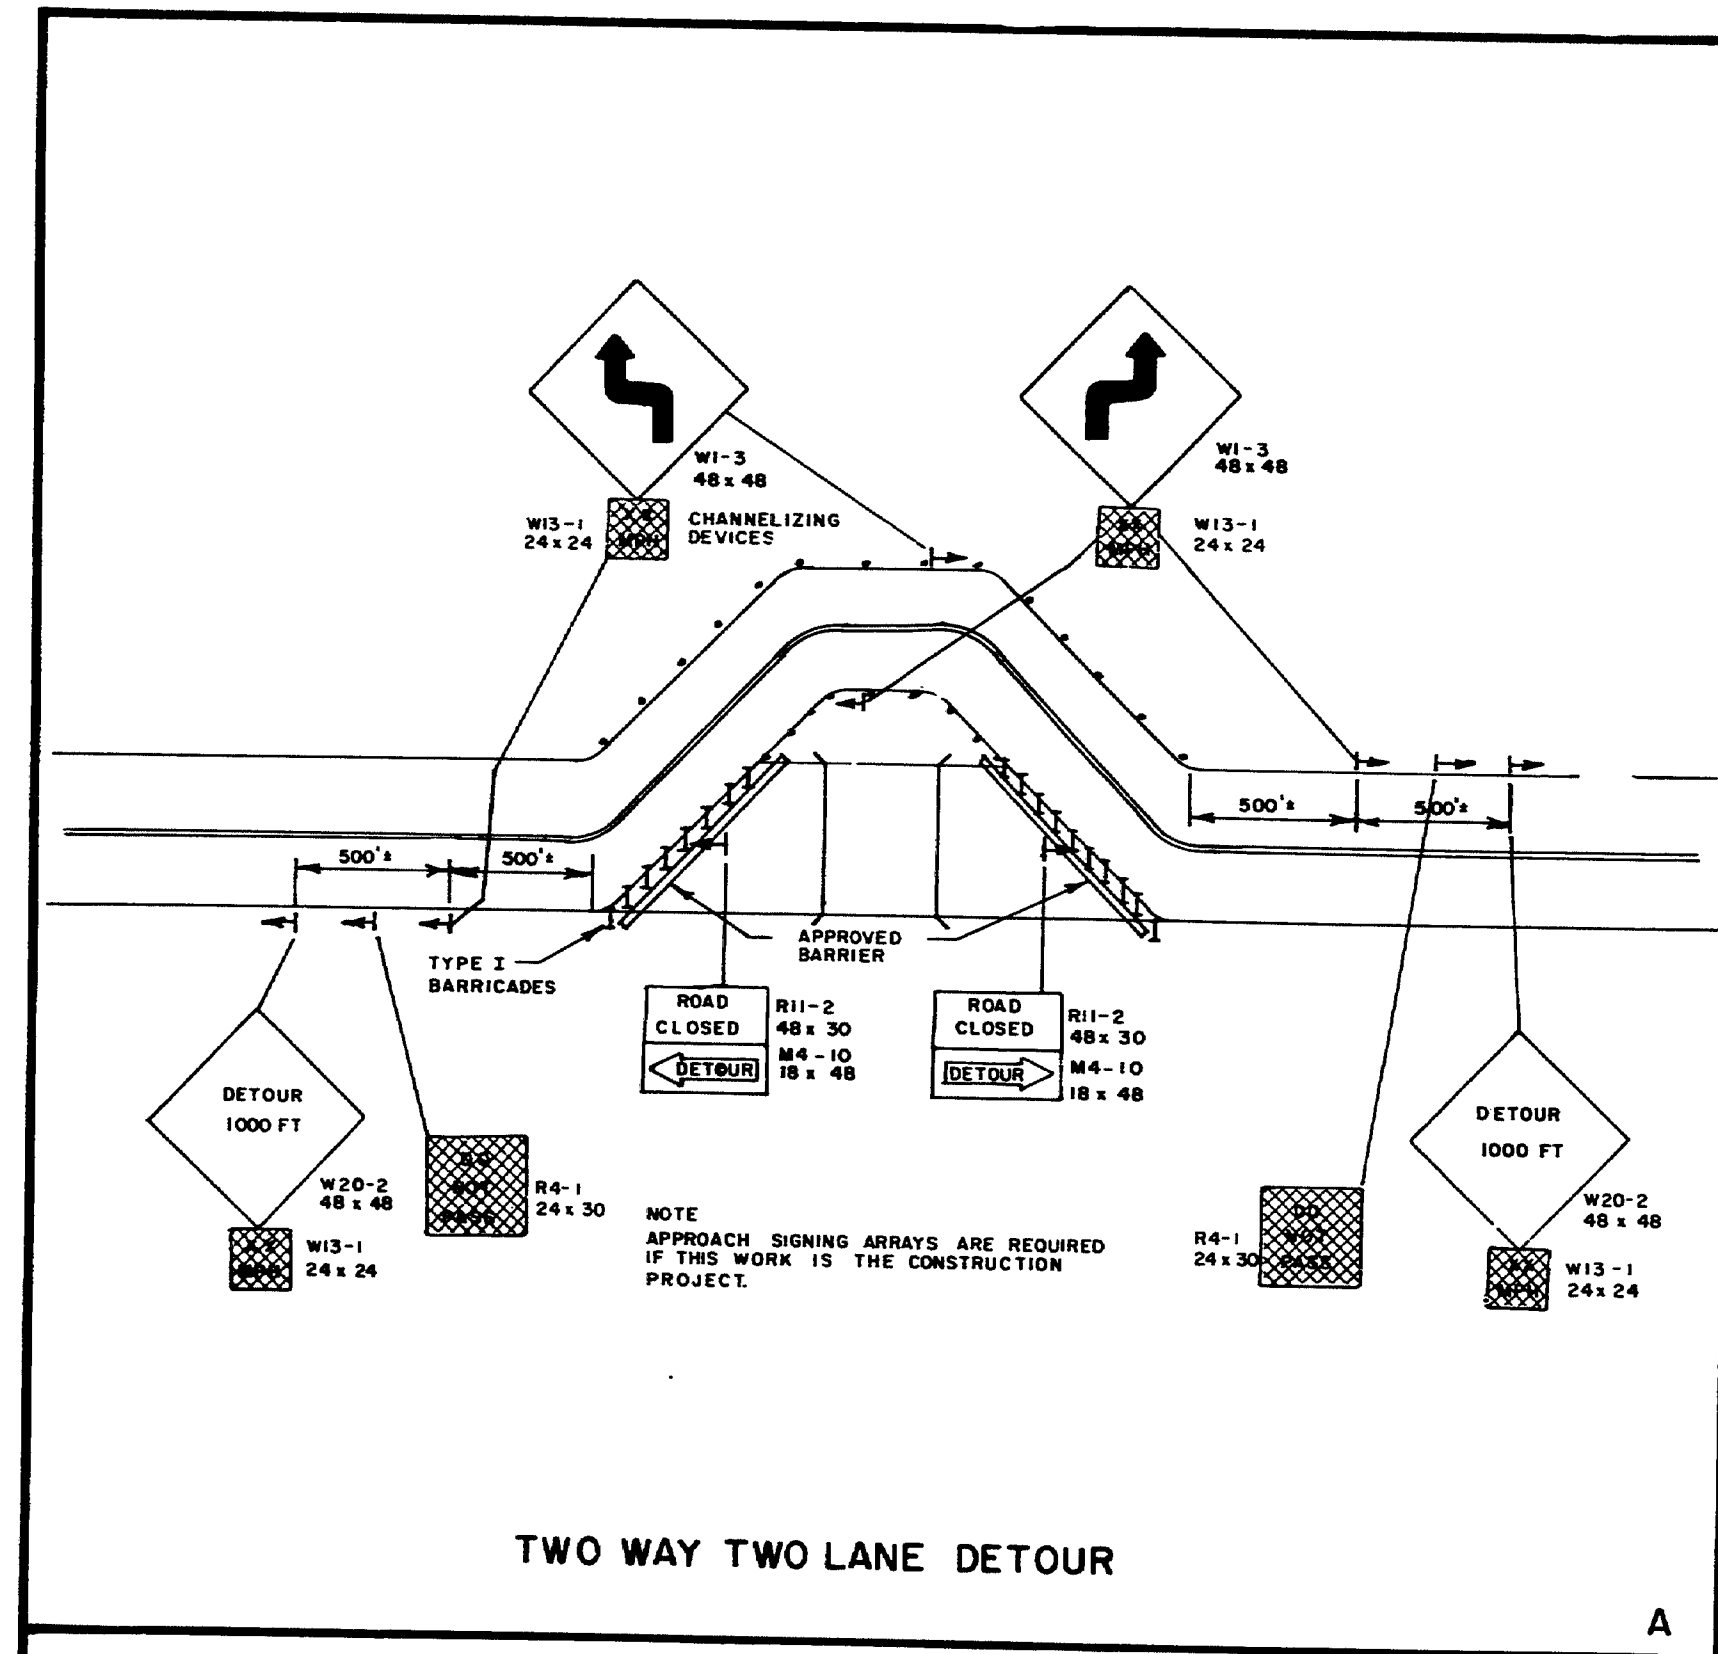 W1-3
48 x 48
W1-3
48 x 48
W13-1
24 x 24
MPH
CHANNELIZING
DEVICES
W13-1
24 x 24
500'±
500'±
500'±
500'±
TYPE I
BARRICADES
APPROVED
BARRIER
ROAD
CLOSED
DETOUR
R11-2
48 x 30
M4-10
18 x 48
ROAD
CLOSED
DETOUR
R11-2
48 x 30
M4-10
18 x 48
DETOUR
1000 FT
W20-2
48 x 48
W13-1
24 x 24
R4-1
24 x 30
NOTE
APPROACH SIGNING ARRAYS ARE REQUIRED
IF THIS WORK IS THE CONSTRUCTION
PROJECT.
DO
NOT
PASS
R4-1
24 x 30
DETOUR
1000 FT
W20-2
48 x 48
XX
MPH
W13-1
24 x 24
TWO WAY TWO LANE DETOUR
A